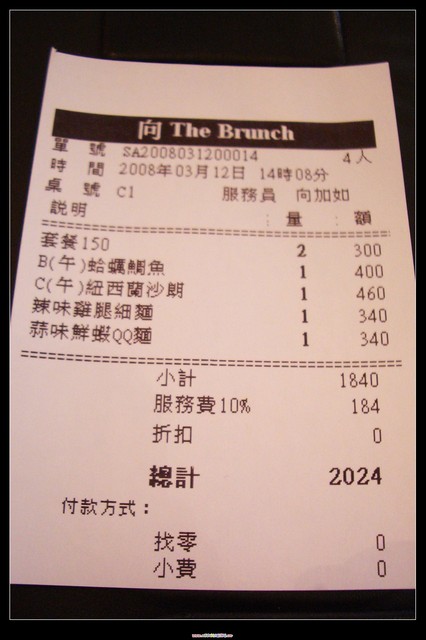 向 The Brunch
單 號 SA2008031200014 4人
時 間 2008年03月12日 14時08分
桌 號 C1 服務員 向加如
說明 : 量 : 額
套餐150 2 300
B(午)蛤蠣鯛魚 1 400
C(午)紐西蘭沙朗 1 460
辣味雞腿細麵 1 340
蒜味鮮蝦QQ麵 1 340
小計 1840
服務費10% 184
折扣 0
總計 2024
付款方式：
找零 0
小費 0